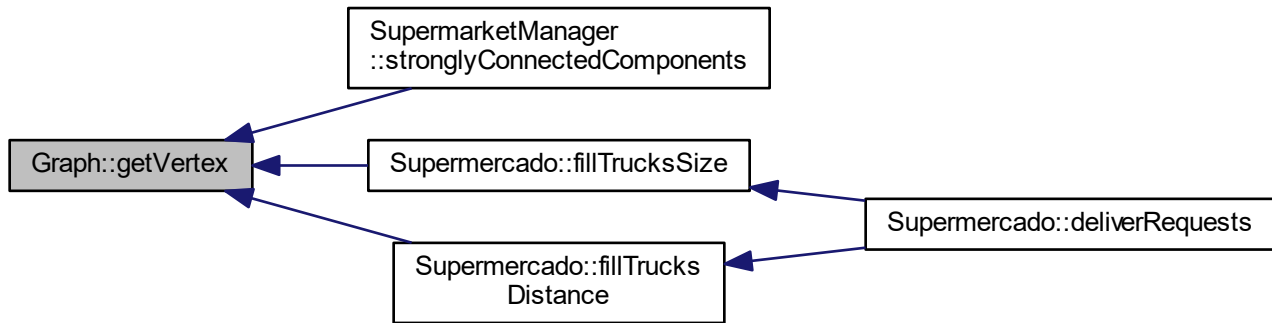 SupermarketManager
::stronglyConnectedComponents
Graph::getVertex
Supermercado::fillTrucksSize
Supermercado::deliverRequests
Supermercado::fillTrucks
Distance